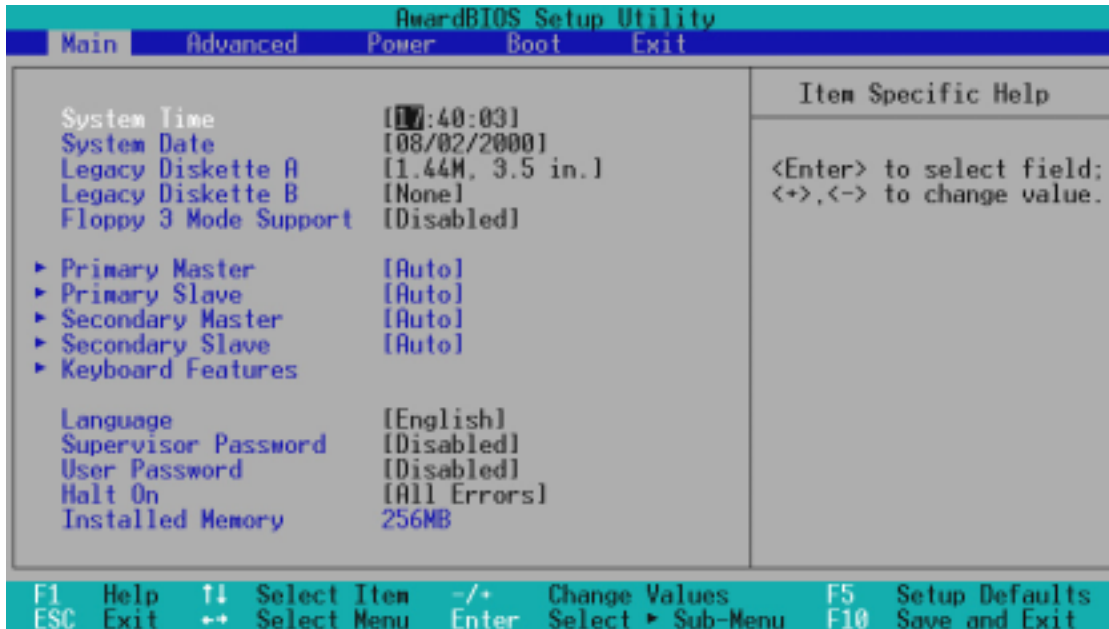 AwardBIOS Setup Utility
Main Advanced Power Boot Exit
Item Specific Help
System Time [17:40:03]
System Date [08/02/2000]
Legacy Diskette A [1.44M, 3.5 in.]
Legacy Diskette B [None]
Floppy 3 Mode Support [Disabled]
<Enter> to select field;
<+>,<-> to change value.
▸ Primary Master [Auto]
▸ Primary Slave [Auto]
▸ Secondary Master [Auto]
▸ Secondary Slave [Auto]
▸ Keyboard Features
Language [English]
Supervisor Password [Disabled]
User Password [Disabled]
Halt On [All Errors]
Installed Memory 256MB
F1 Help ↑↓ Select Item -/+ Change Values F5 Setup Defaults
ESC Exit ←→ Select Menu Enter Select ▸ Sub-Menu F10 Save and Exit